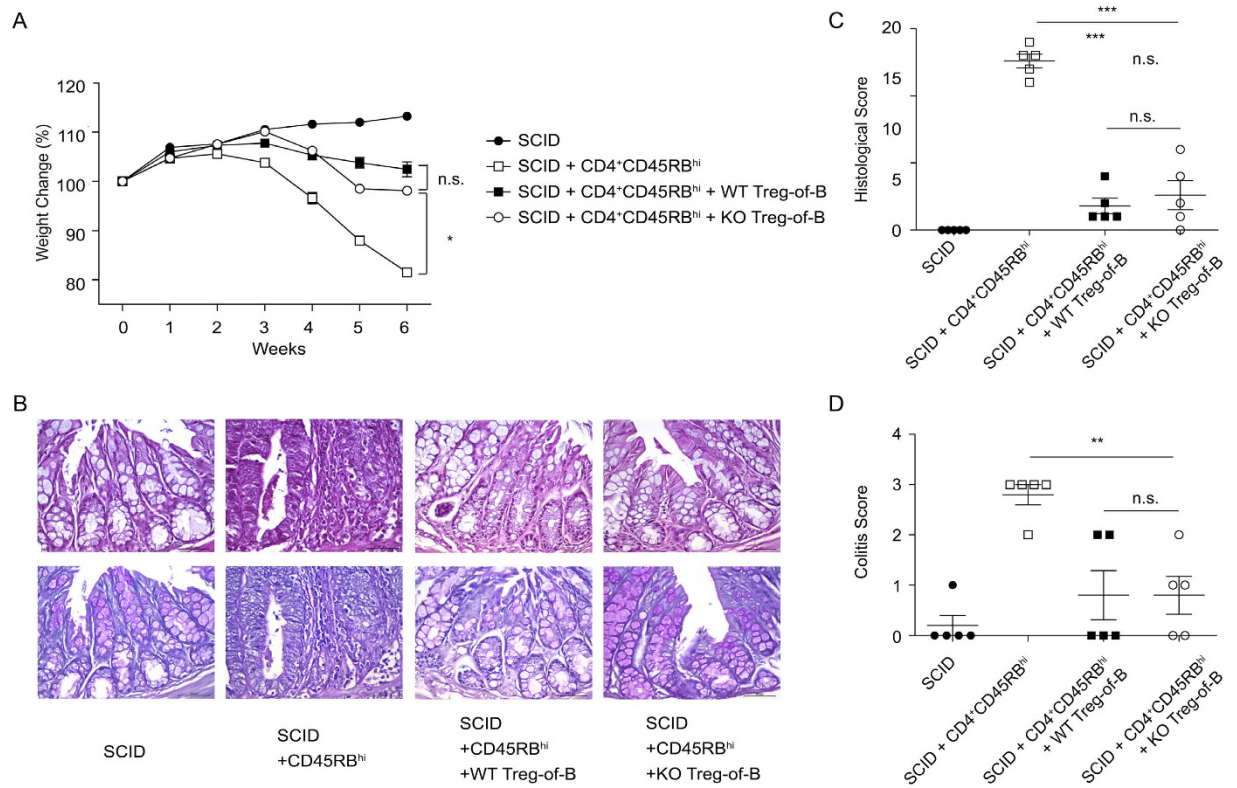 A
Weight Change (%)
120
110
100
90
80
0 1 2 3 4 5 6
Weeks
n.s.
*
SCID
SCID + CD4⁺CD45RBʰⁱ
SCID + CD4⁺CD45RBʰⁱ + WT Treg-of-B
SCID + CD4⁺CD45RBʰⁱ + KO Treg-of-B
B
SCID
SCID
+CD45RBʰⁱ
SCID
+CD45RBʰⁱ
+WT Treg-of-B
SCID
+CD45RBʰⁱ
+KO Treg-of-B
C
Histological Score
20
15
10
5
0
***
***
n.s.
n.s.
SCID
SCID + CD4⁺CD45RBʰⁱ
SCID + CD4⁺CD45RBʰⁱ
+ WT Treg-of-B
SCID + CD4⁺CD45RBʰⁱ
+ KO Treg-of-B
D
Colitis Score
4
3
2
1
0
**
n.s.
SCID
SCID + CD4⁺CD45RBʰⁱ
SCID + CD4⁺CD45RBʰⁱ
+ WT Treg-of-B
SCID + CD4⁺CD45RBʰⁱ
+ KO Treg-of-B